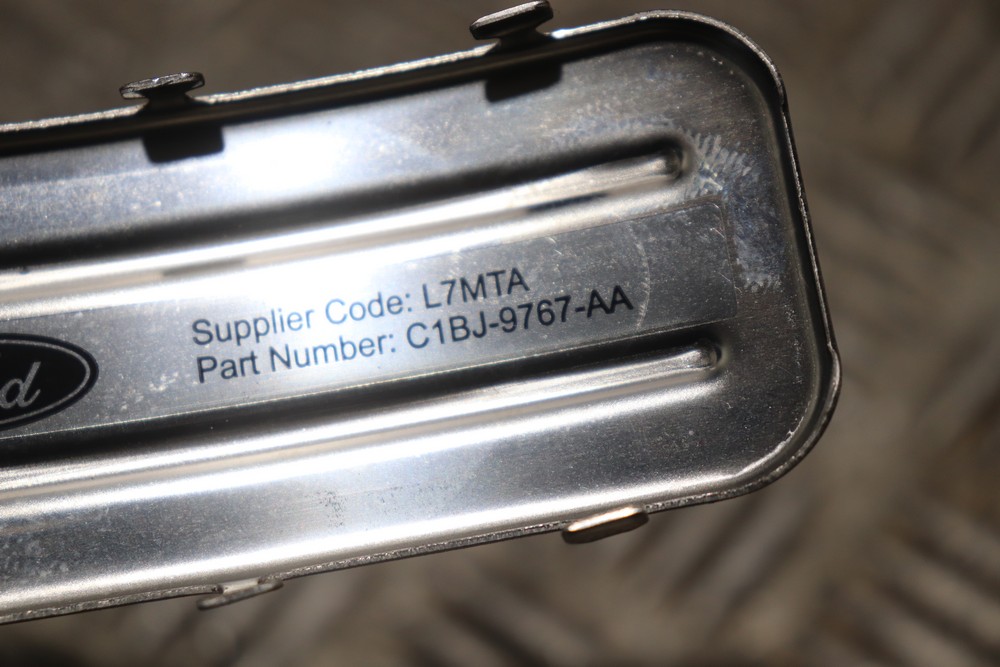 Supplier Code: L7MTA
Part Number: C1BJ-9767-AA